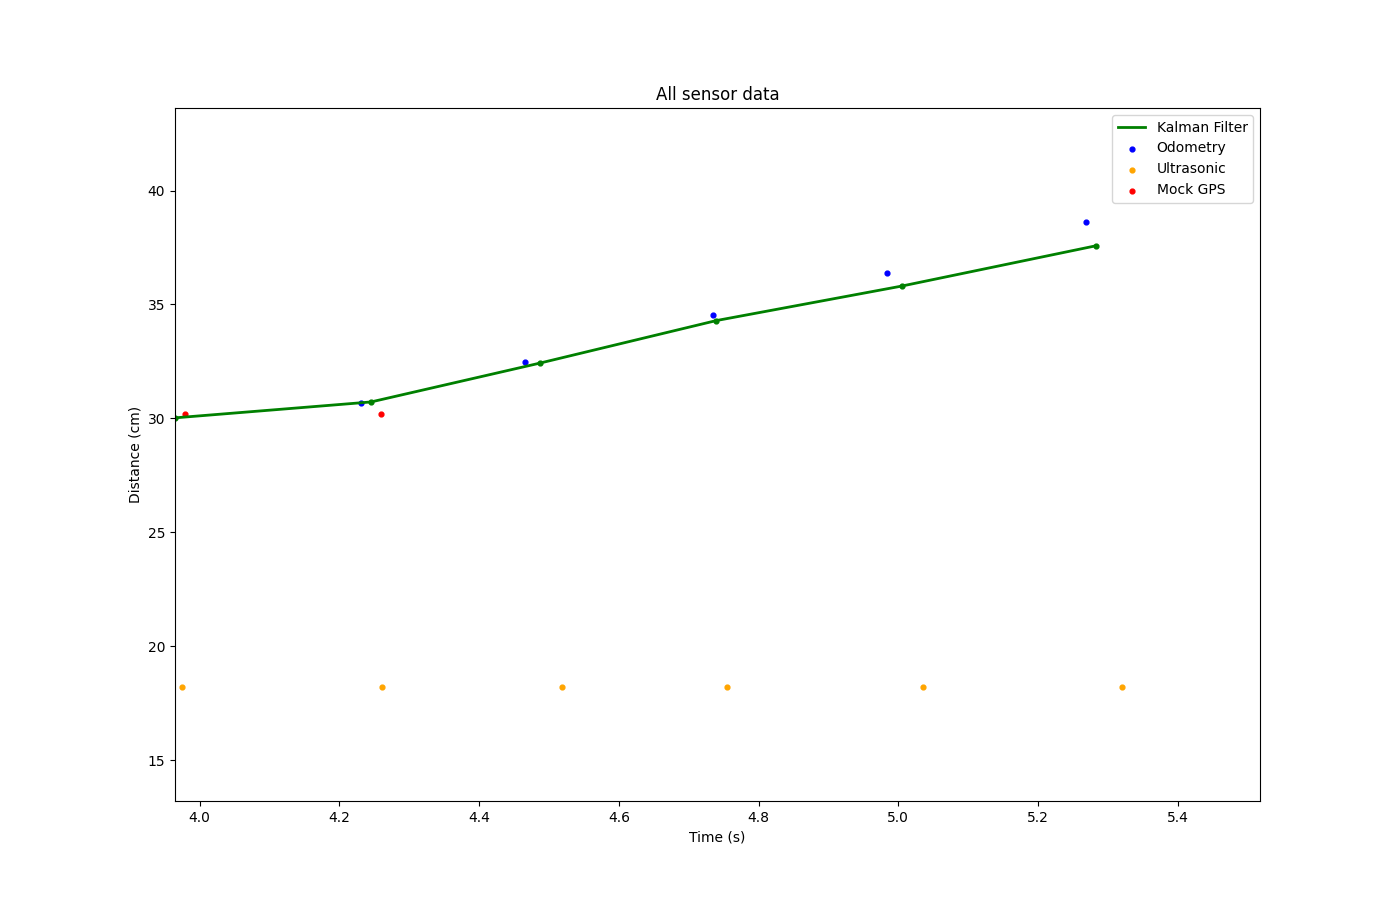 All sensor data
Kalman Filter
Odometry
Ultrasonic
Mock GPS
40
35
30
25
20
15
Distance (cm)
4.0 4.2 4.4 4.6 4.8 5.0 5.2 5.4
Time (s)